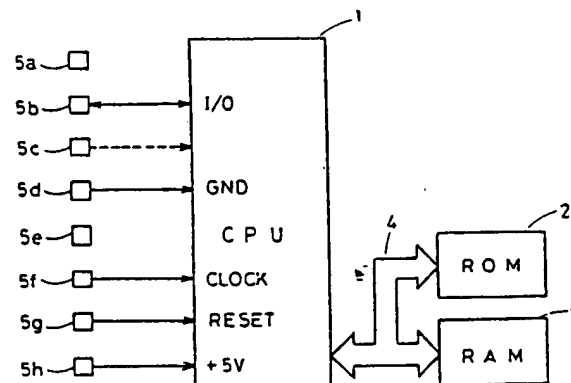 1
5a
5b I/O
5c
5d GND
5e CPU
5f CLOCK
5g RESET
5h +5V
4
2
ROM
RAM